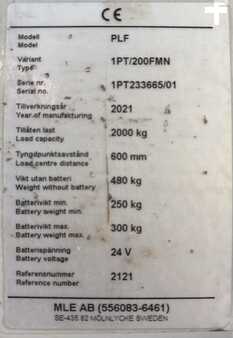 CE
Modell PLF
Model
Variant 1PT/200FMN
Type
Serie nr. 1PT233665/01
Serial no.
Tillverkningsår 2021
Year of manufacturing
Tillåten last 2000 kg
Load capacity
Tyngdpunktsavstånd 600 mm
Load centre distance
Vikt utan batteri 480 kg
Weight without battery
Batterivikt min. 250 kg
Battery weight min.
Batterivikt max. 300 kg
Battery weight max.
Batterispänning 24 V
Battery voltage
Referensnummer 2121
Reference number
MLE AB (556083-6461)
SE-435 82 MÖLNLYCKE SWEDEN